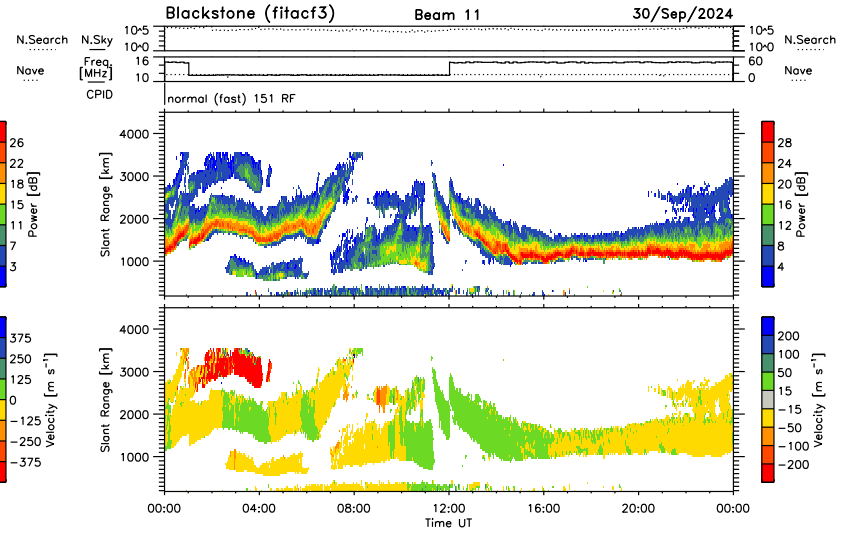 Blackstone (fitacf3) Beam 11 30/Sep/2024
N.Search N.Sky 10^5 10^0 10^5 10^0 N.Search
Nave Freq. [MHz] 16 10 60 0 Nave
CPID normal (fast) 151 RF
Slant Range [km] 4000 3000 2000 1000
26 22 18 15 11 7 3 Power [dB]
28 24 20 16 12 8 4 Power [dB]
Slant Range [km] 4000 3000 2000 1000
375 250 125 0 −125 −250 −375 Velocity [m s⁻¹]
200 100 50 15 −15 −50 −100 −200 Velocity [m s⁻¹]
00:00 04:00 08:00 12:00 16:00 20:00 00:00
Time UT